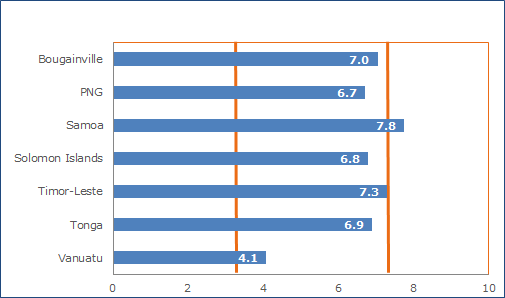 Bougainville 7.0
PNG 6.7
Samoa 7.8
Solomon Islands 6.8
Timor-Leste 7.3
Tonga 6.9
Vanuatu 4.1
0 2 4 6 8 10